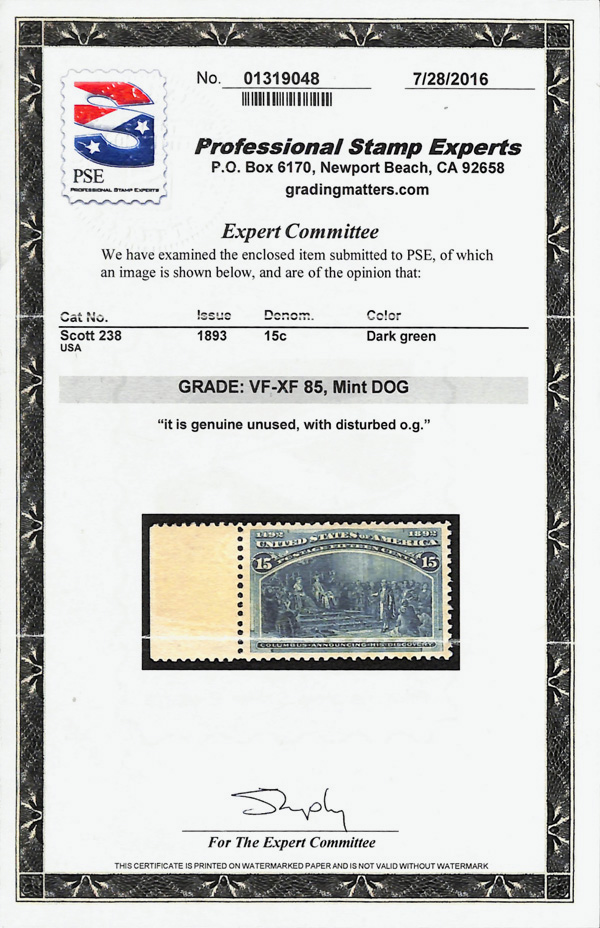 No. 01319048 7/28/2016
PSE
PROFESSIONAL STAMP EXPERTS
Professional Stamp Experts
P.O. Box 6170, Newport Beach, CA 92658
gradingmatters.com
Expert Committee
We have examined the enclosed item submitted to PSE, of which
an image is shown below, and are of the opinion that:
Cat No. Issue Denom. Color
Scott 238 1893 15c Dark green
USA
GRADE: VF-XF 85, Mint DOG
“it is genuine unused, with disturbed o.g.”
1492 1892
UNITED STATES OF AMERICA
15 POSTAGE FIFTEEN CENTS 15
COLUMBUS ANNOUNCING HIS DISCOVERY
For The Expert Committee
THIS CERTIFICATE IS PRINTED ON WATERMARKED PAPER AND IS NOT VALID WITHOUT WATERMARK